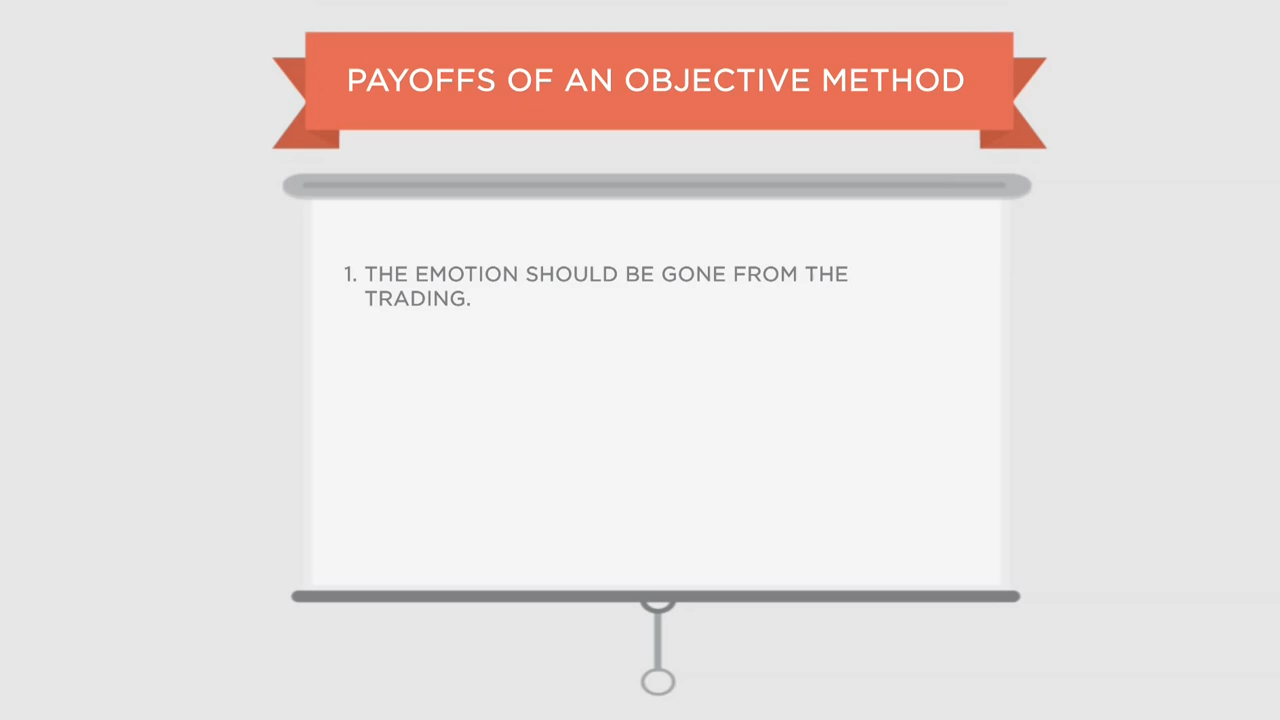 PAYOFFS OF AN OBJECTIVE METHOD
1. THE EMOTION SHOULD BE GONE FROM THE
TRADING.